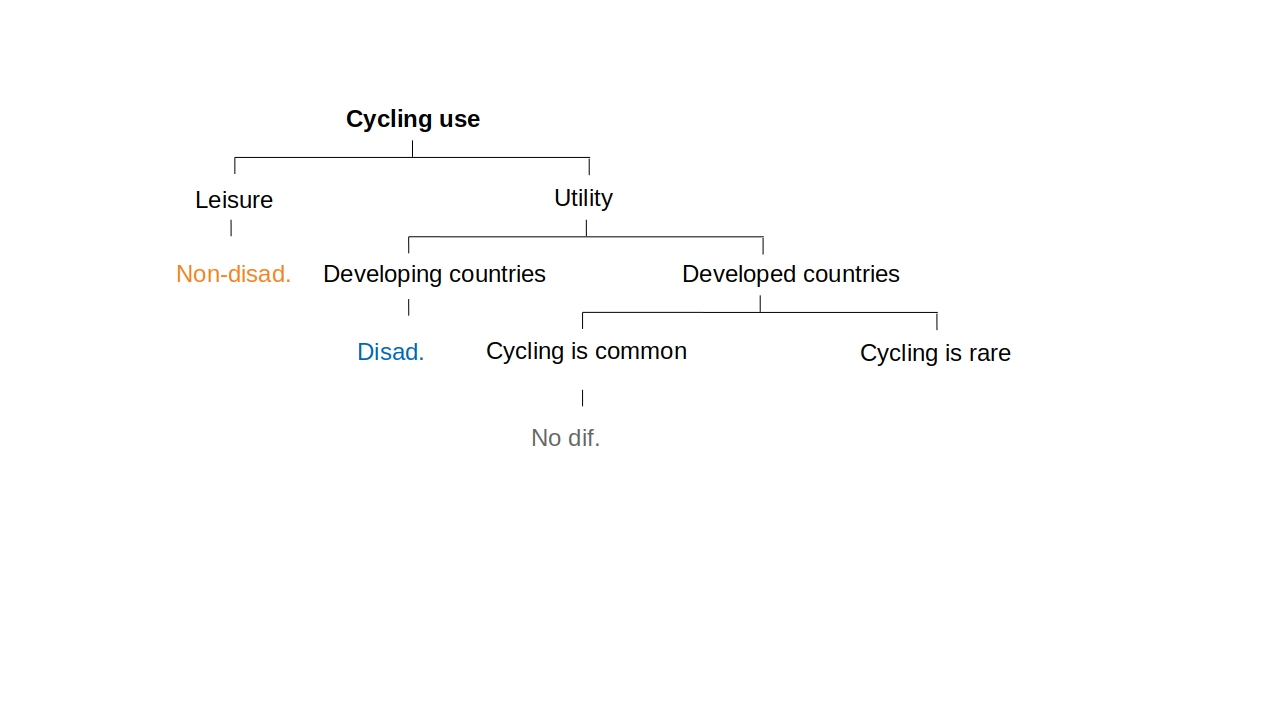 Cycling use
Leisure
Utility
Non-disad.
Developing countries
Developed countries
Disad.
Cycling is common
Cycling is rare
No dif.